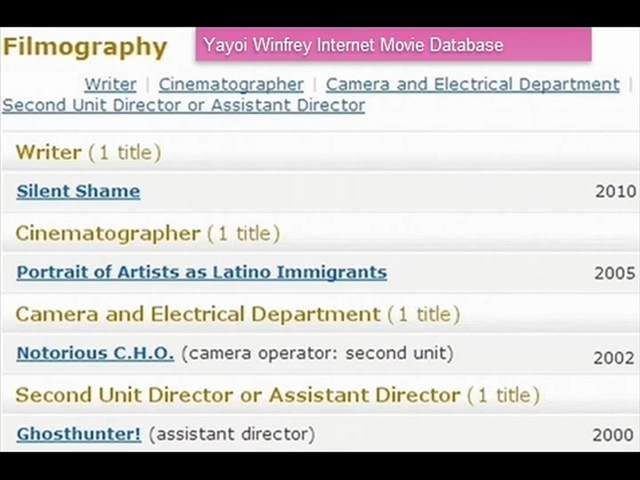 Filmography
Yayoi Winfrey Internet Movie Database
Writer | Cinematographer | Camera and Electrical Department |
Second Unit Director or Assistant Director
Writer (1 title)
Silent Shame 2010
Cinematographer (1 title)
Portrait of Artists as Latino Immigrants 2005
Camera and Electrical Department (1 title)
Notorious C.H.O. (camera operator: second unit) 2002
Second Unit Director or Assistant Director (1 title)
Ghosthunter! (assistant director) 2000